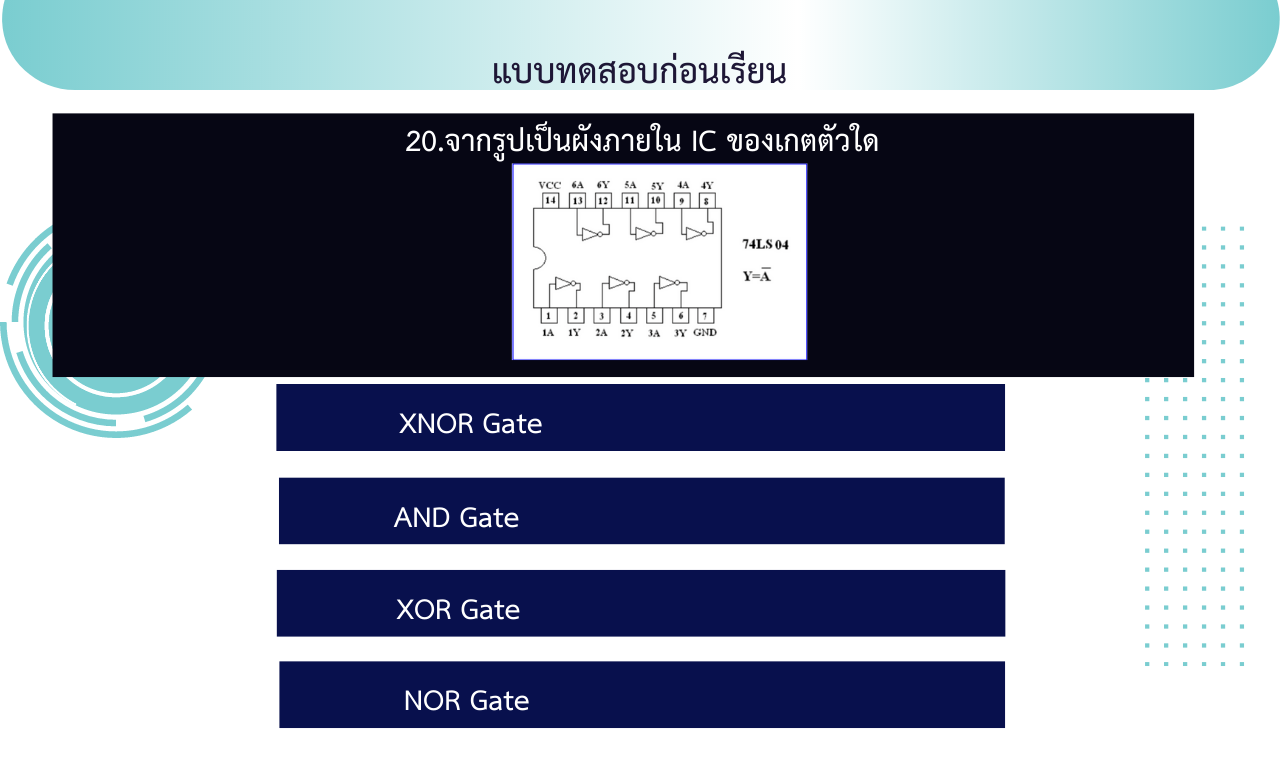 แบบทดสอบก่อนเรียน
20.จากรูปเป็นผังภายใน IC ของเกตตัวใด
VCC 6A 6Y 5A 5Y 4A 4Y
14 13 12 11 10 9 8
74LS 04
Y=A̅
1 2 3 4 5 6 7
1A 1Y 2A 2Y 3A 3Y GND
XNOR Gate
AND Gate
XOR Gate
NOR Gate